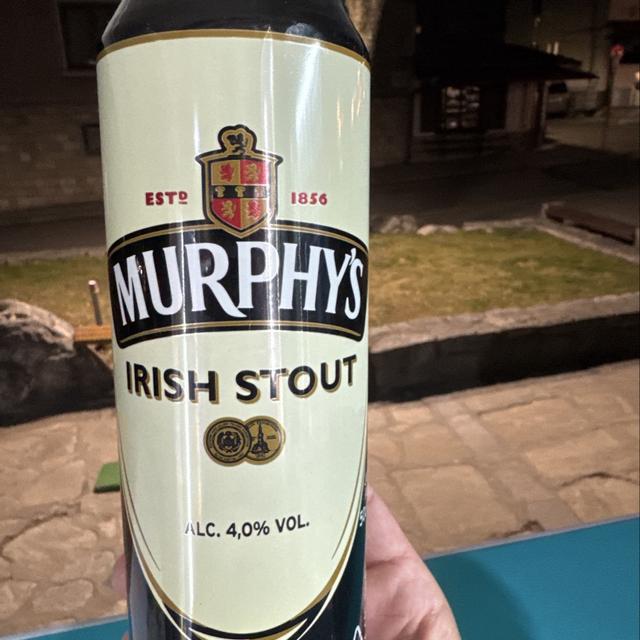 ESTD 1856
MURPHY'S
IRISH STOUT
ALC. 4,0% VOL.